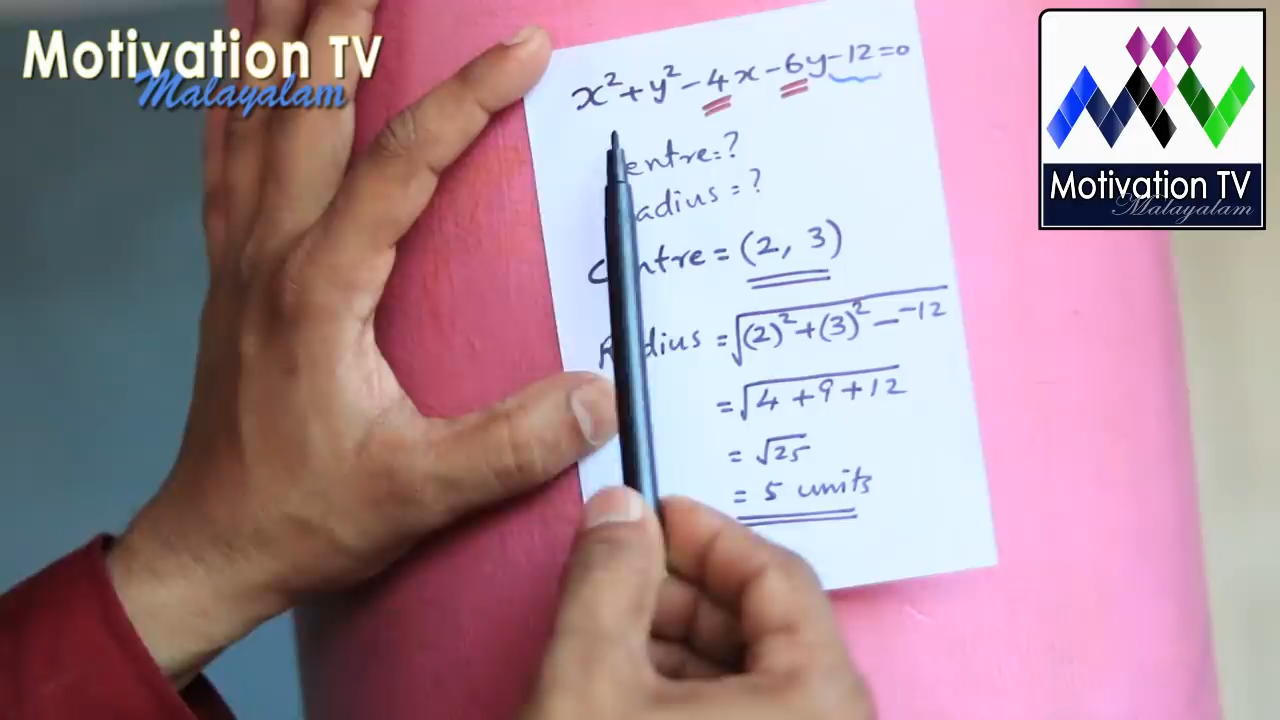 Motivation TV
Malayalam
x² + y² - 4x - 6y - 12 = 0
entre = ?
adius = ?
C ntre = (2, 3)
R dius = √(2)² + (3)² - -12
= √4 + 9 + 12
= √25
= 5 units
Motivation TV
Malayalam